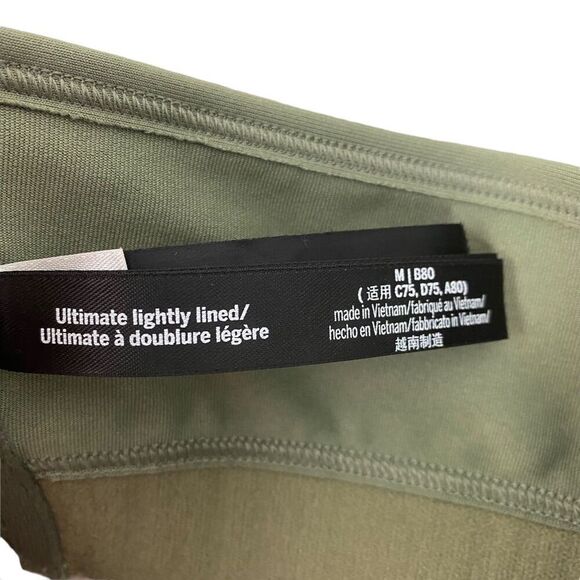 Ultimate lightly lined/
Ultimate à doublure légère
M | B80
( 适用 C75, D75, A80)
made in Vietnam/fabriqué au Vietnam/
hecho en Vietnam/fabbricato in Vietnam/
越南制造